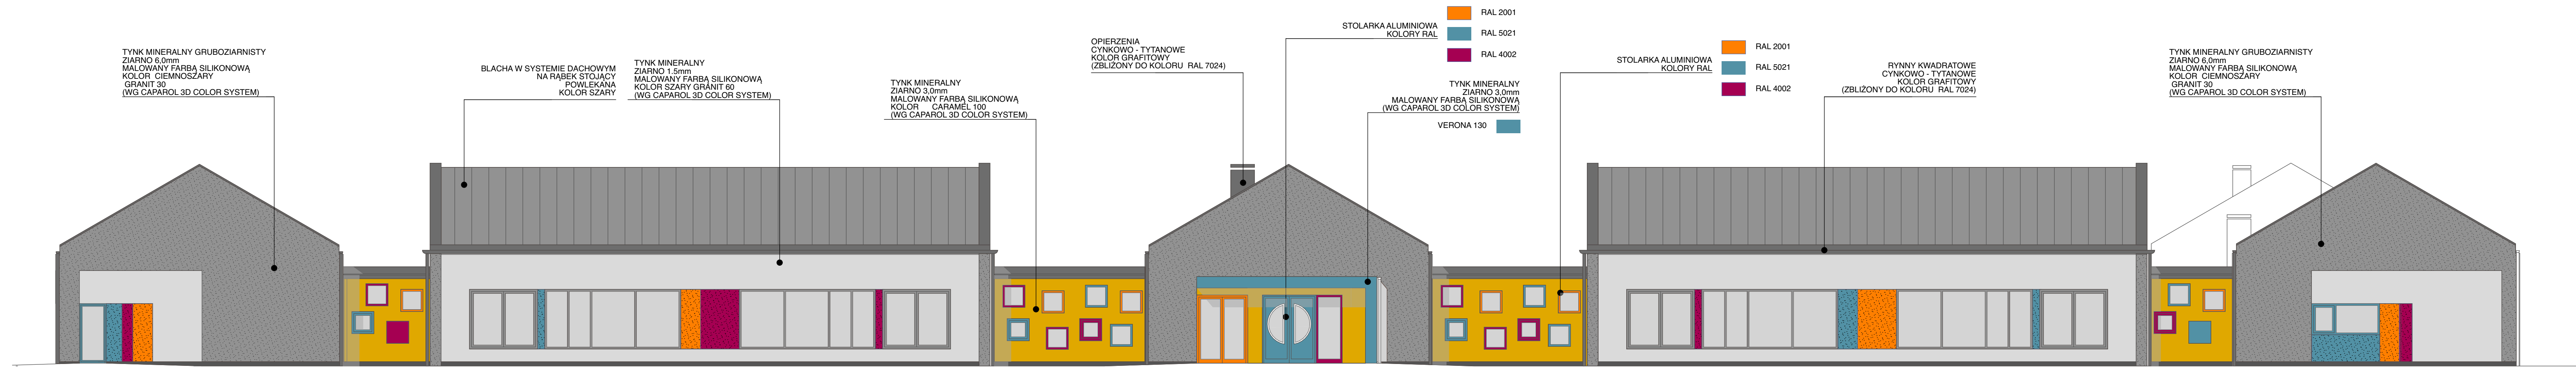 TYNK MINERALNY GRUBOZIARNISTY
ZIARNO 6,0mm
MALOWANY FARBĄ SILIKONOWĄ
KOLOR CIEMNOSZARY
GRANIT 30
(WG CAPAROL 3D COLOR SYSTEM)
BLACHA W SYSTEMIE DACHOWYM
NA RĄBEK STOJĄCY
POWLEKANA
KOLOR SZARY
TYNK MINERALNY
ZIARNO 1.5mm
MALOWANY FARBĄ SILIKONOWĄ
KOLOR SZARY GRANIT 60
(WG CAPAROL 3D COLOR SYSTEM)
TYNK MINERALNY
ZIARNO 3,0mm
MALOWANY FARBĄ SILIKONOWĄ
KOLOR CARAMEL 100
(WG CAPAROL 3D COLOR SYSTEM)
OPIERZENIA
CYNKOWO - TYTANOWE
KOLOR GRAFITOWY
(ZBLIŻONY DO KOLORU RAL 7024)
STOLARKA ALUMINIOWA
KOLORY RAL
RAL 2001
RAL 5021
RAL 4002
TYNK MINERALNY
ZIARNO 3,0mm
MALOWANY FARBĄ SILIKONOWĄ
(WG CAPAROL 3D COLOR SYSTEM)
VERONA 130
STOLARKA ALUMINIOWA
KOLORY RAL
RAL 2001
RAL 5021
RAL 4002
RYNNY KWADRATOWE
CYNKOWO - TYTANOWE
KOLOR GRAFITOWY
(ZBLIŻONY DO KOLORU RAL 7024)
TYNK MINERALNY GRUBOZIARNISTY
ZIARNO 6,0mm
MALOWANY FARBĄ SILIKONOWĄ
KOLOR CIEMNOSZARY
GRANIT 30
(WG CAPAROL 3D COLOR SYSTEM)